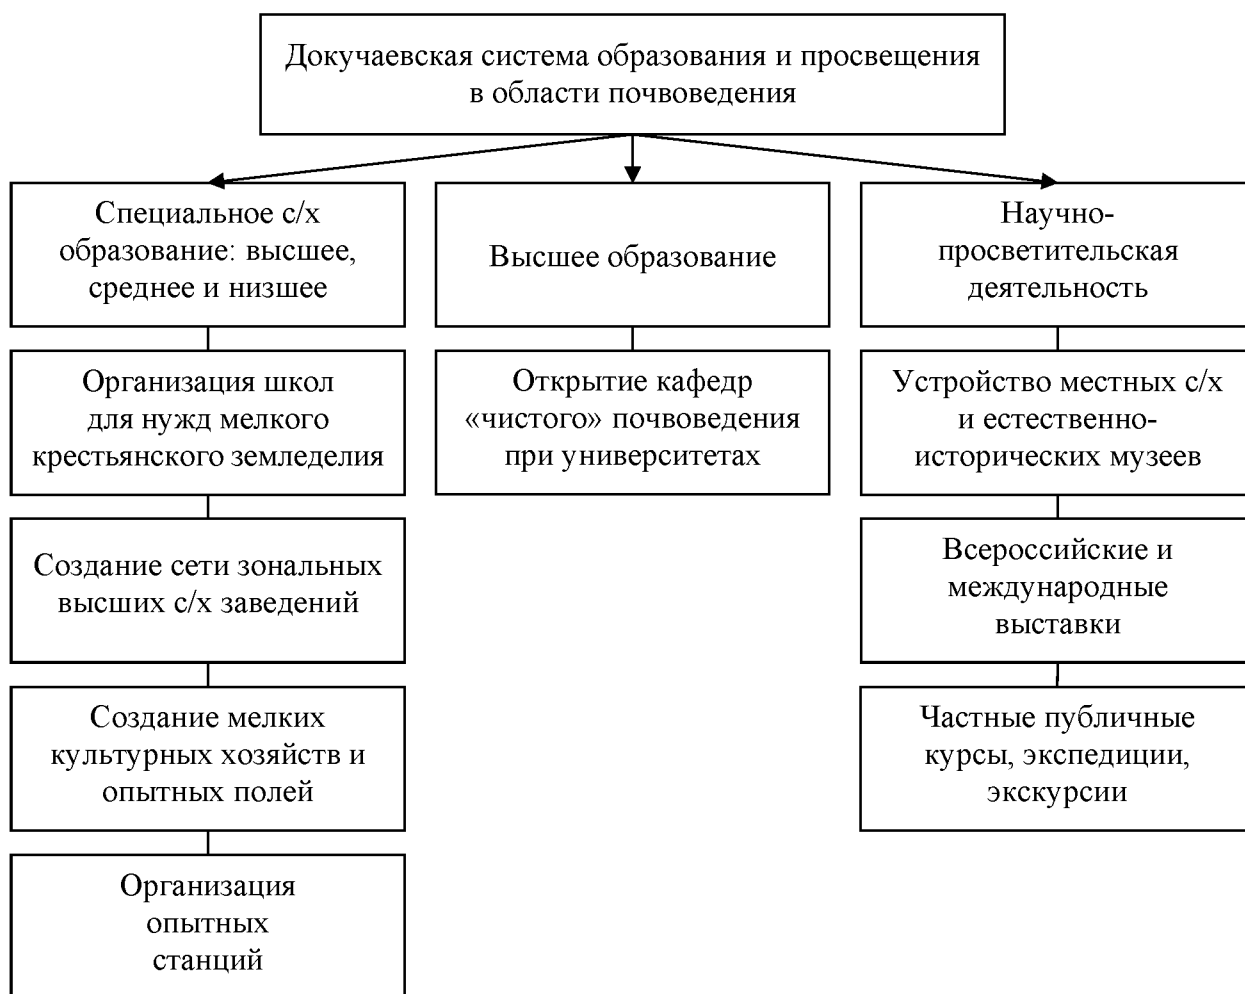 Докучаевская система образования и просвещения
в области почвоведения
Специальное с/х
образование: высшее,
среднее и низшее
Организация школ
для нужд мелкого
крестьянского земледелия
Создание сети зональных
высших с/х заведений
Создание мелких
культурных хозяйств и
опытных полей
Организация
опытных
станций
Высшее образование
Открытие кафедр
«чистого» почвоведения
при университетах
Научно-
просветительская
деятельность
Устройство местных с/х
и естественно-
исторических музеев
Всероссийские и
международные
выставки
Частные публичные
курсы, экспедиции,
экскурсии